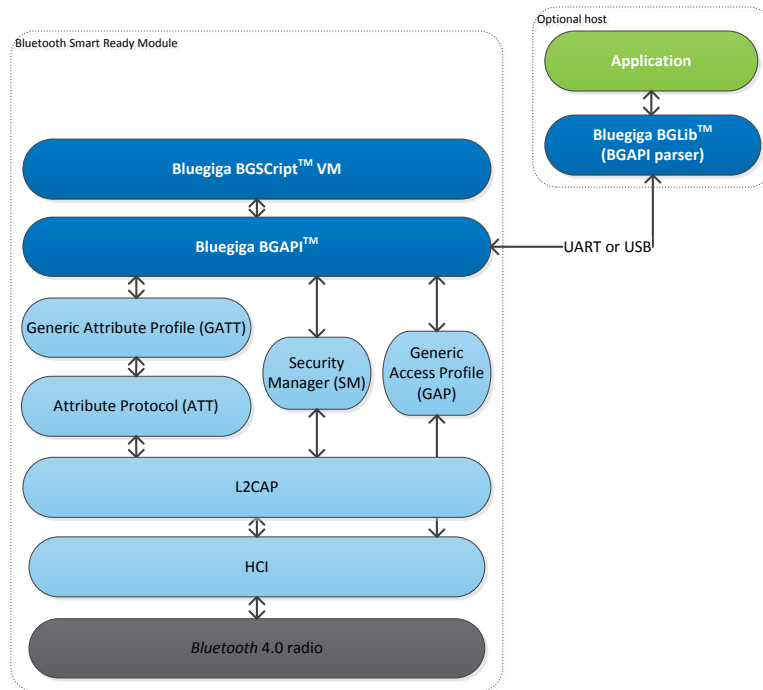 Optional host
Bluetooth Smart Ready Module
Application
Bluegiga BGLib™
(BGAPI parser)
Bluegiga BGSCript™ VM
Bluegiga BGAPI™
UART or USB
Generic Attribute Profile (GATT)
Security
Manager (SM)
Generic
Access Profile
(GAP)
Attribute Protocol (ATT)
L2CAP
HCI
Bluetooth 4.0 radio